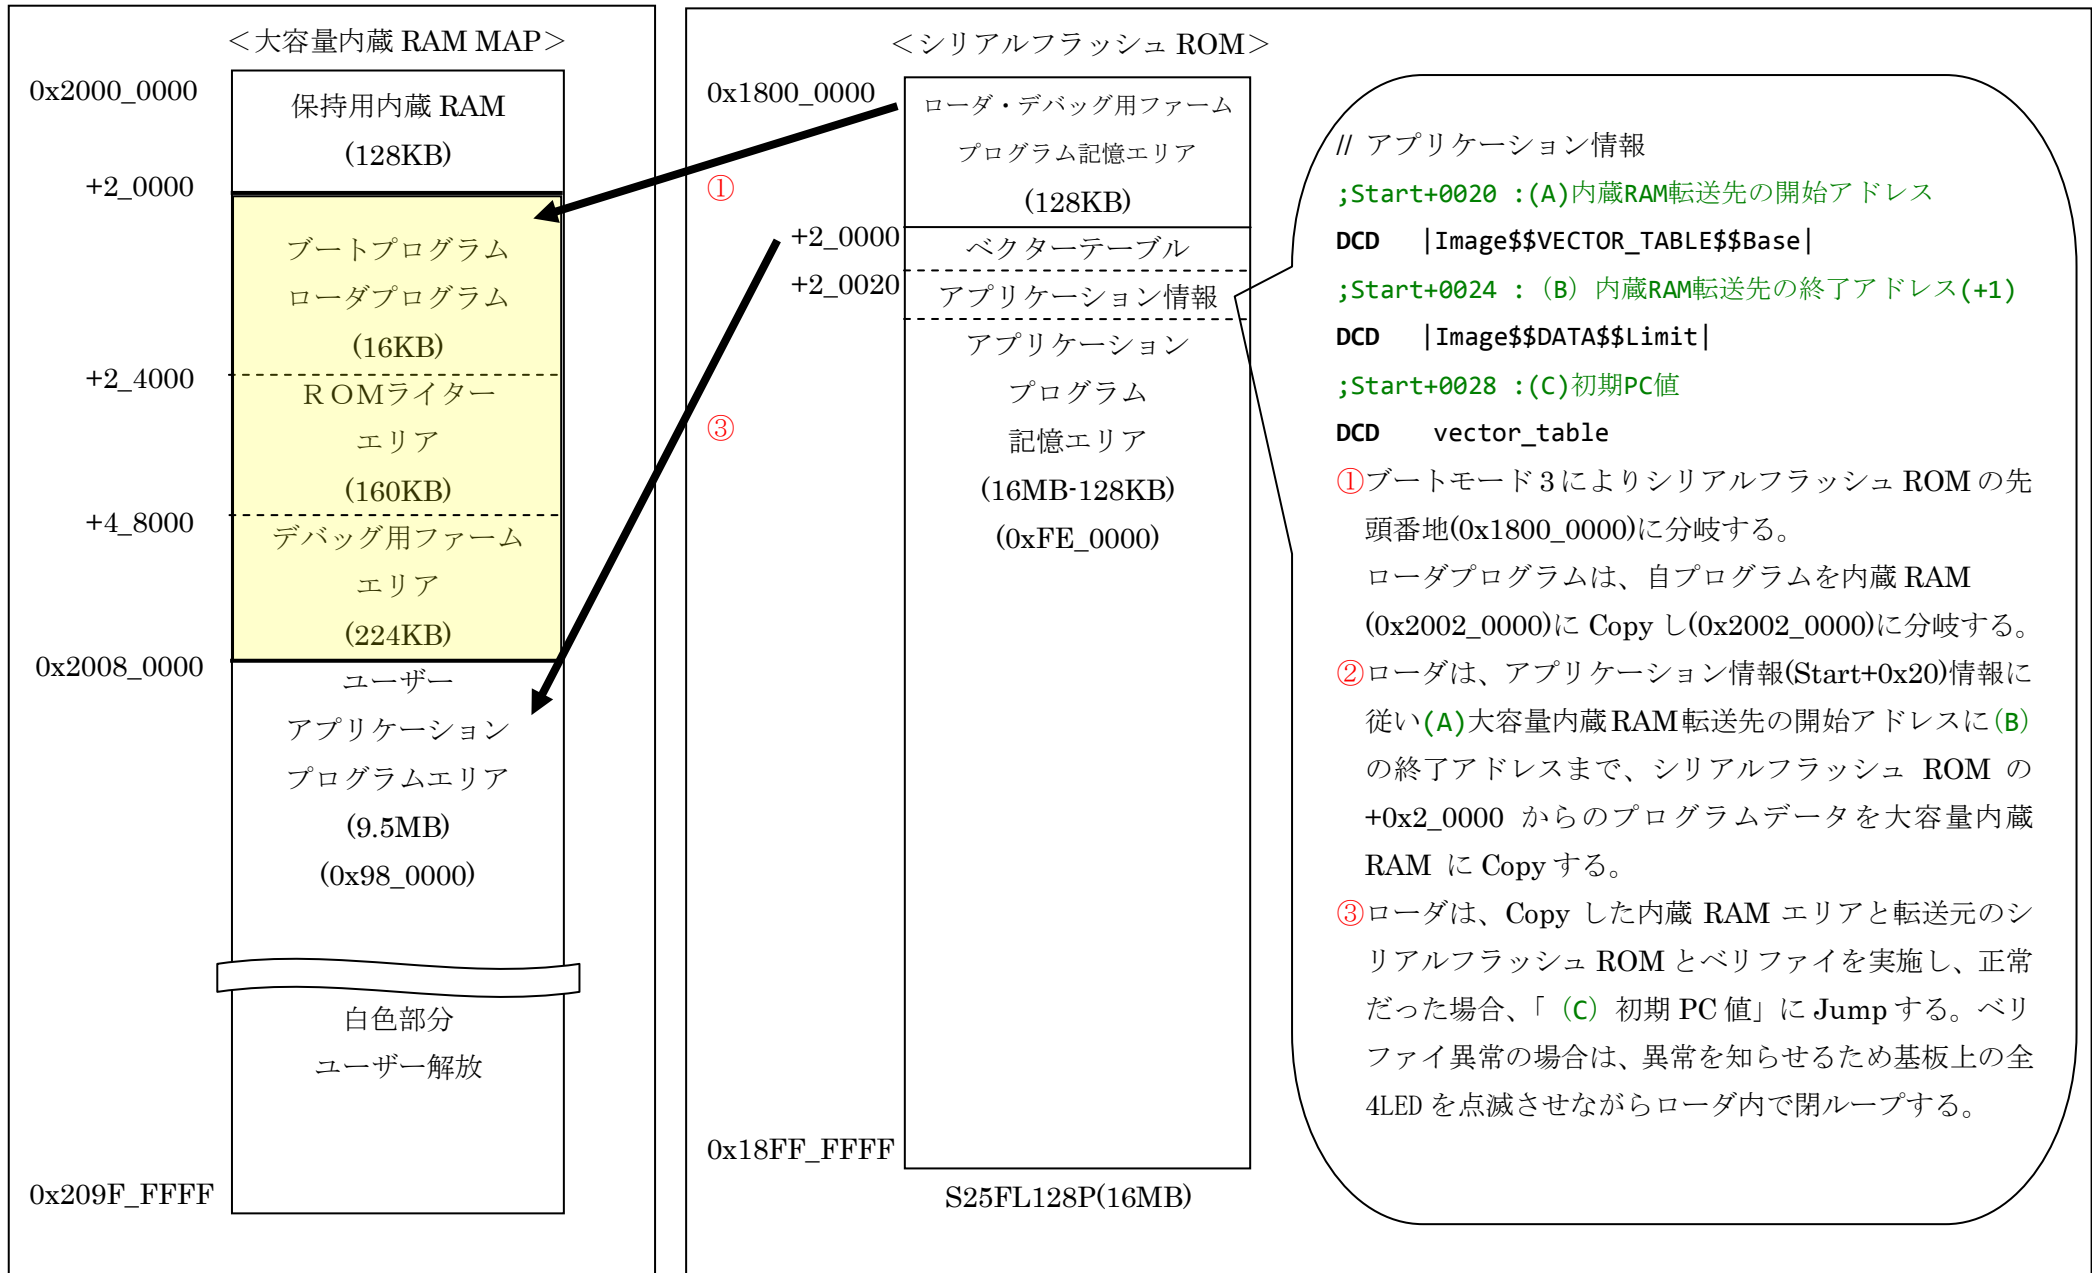 ＜大容量内蔵 RAM MAP＞
0x2000_0000
保持用内蔵 RAM
(128KB)
+2_0000
ブートプログラム
ローダプログラム
(16KB)
+2_4000
ＲＯＭライター
エリア
(160KB)
+4_8000
デバッグ用ファーム
エリア
(224KB)
0x2008_0000
ユーザー
アプリケーション
プログラムエリア
(9.5MB)
(0x98_0000)
白色部分
ユーザー解放
0x209F_FFFF
＜シリアルフラッシュ ROM＞
0x1800_0000
ローダ・デバッグ用ファーム
プログラム記憶エリア
①
(128KB)
+2_0000
ベクターテーブル
+2_0020
アプリケーション情報
アプリケーション
プログラム
③
記憶エリア
(16MB-128KB)
(0xFE_0000)
0x18FF_FFFF
S25FL128P(16MB)
// アプリケーション情報
;Start+0020 :(A)内蔵RAM転送先の開始アドレス
DCD |Image$$VECTOR_TABLE$$Base|
;Start+0024 :（B）内蔵RAM転送先の終了アドレス(+1)
DCD |Image$$DATA$$Limit|
;Start+0028 :(C)初期PC値
DCD vector_table
①ブートモード３によりシリアルフラッシュ ROM の先
頭番地(0x1800_0000)に分岐する。
ローダプログラムは、自プログラムを内蔵 RAM
(0x2002_0000)に Copy し(0x2002_0000)に分岐する。
②ローダは、アプリケーション情報(Start+0x20)情報に
従い(A)大容量内蔵 RAM 転送先の開始アドレスに（B）
の終了アドレスまで、シリアルフラッシュ ROM の
+0x2_0000 からのプログラムデータを大容量内蔵
RAM に Copy する。
③ローダは、Copy した内蔵 RAM エリアと転送元のシ
リアルフラッシュ ROM とベリファイを実施し、正常
だった場合、「（C）初期 PC 値」に Jump する。ベリ
ファイ異常の場合は、異常を知らせるため基板上の全
4LED を点滅させながらローダ内で閉ループする。